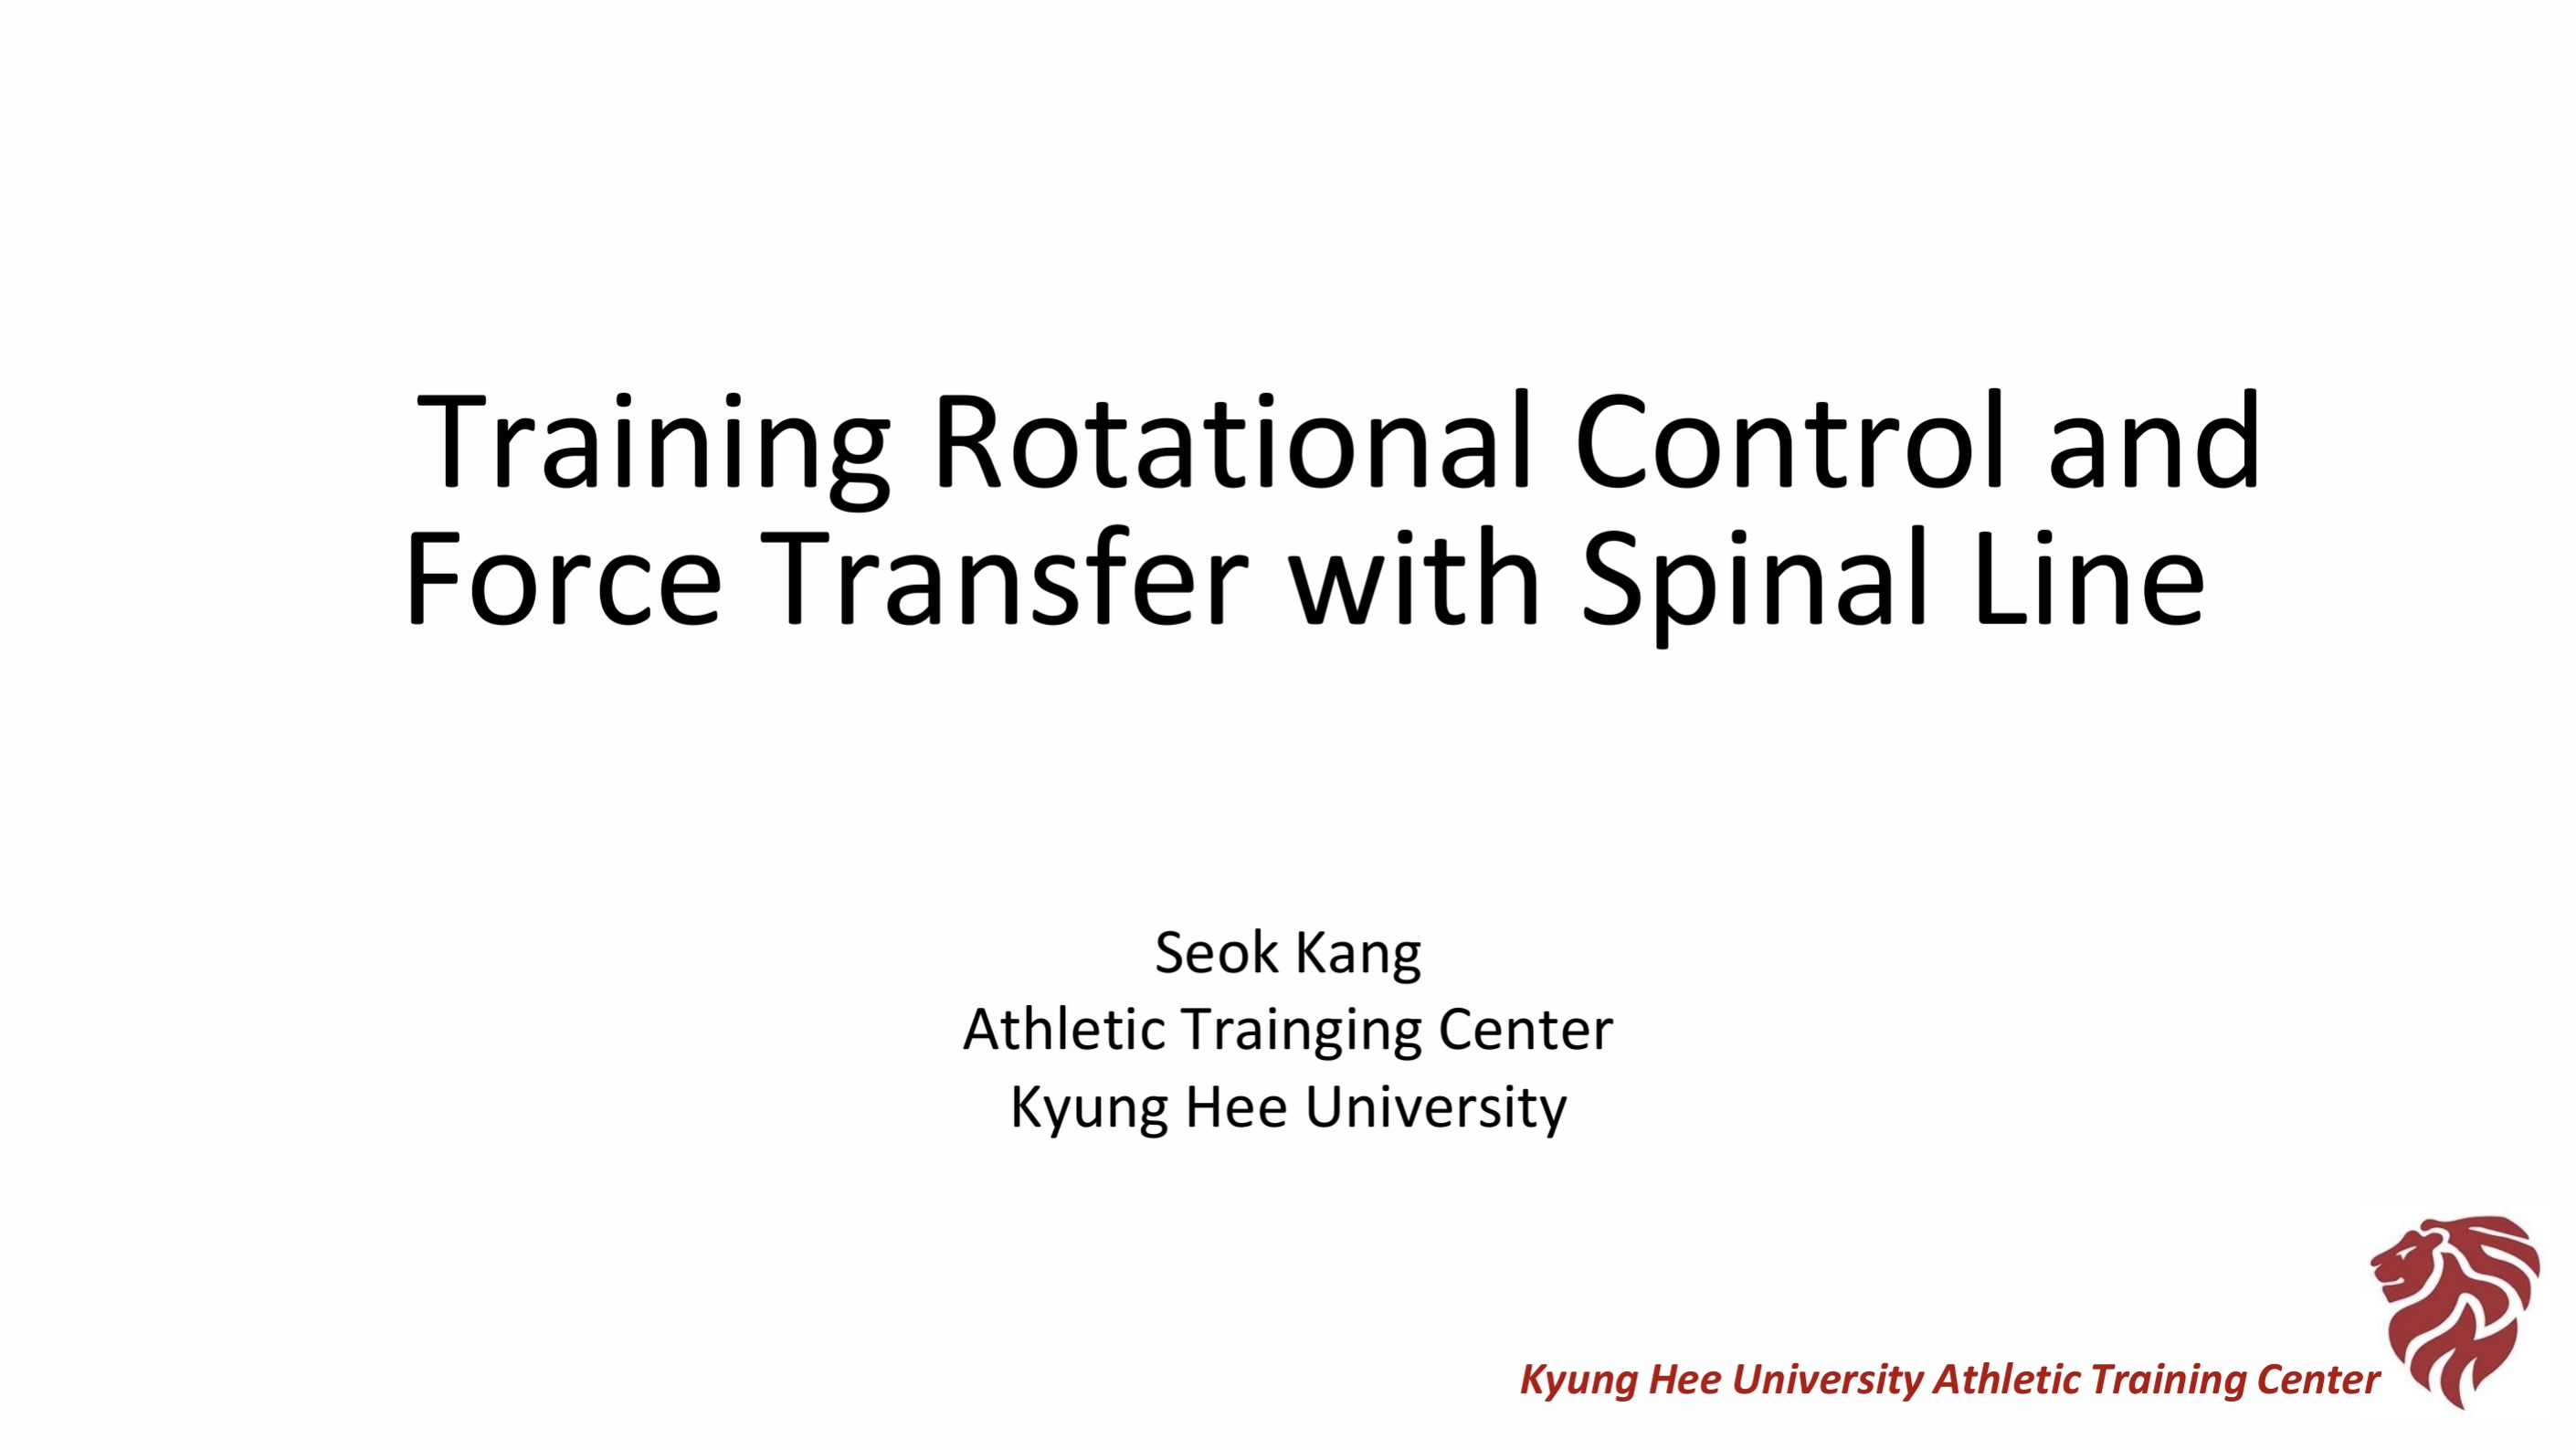 Training Rotational Control and
Force Transfer with Spinal Line
Seok Kang
Athletic Trainging Center
Kyung Hee University
Kyung Hee University Athletic Training Center